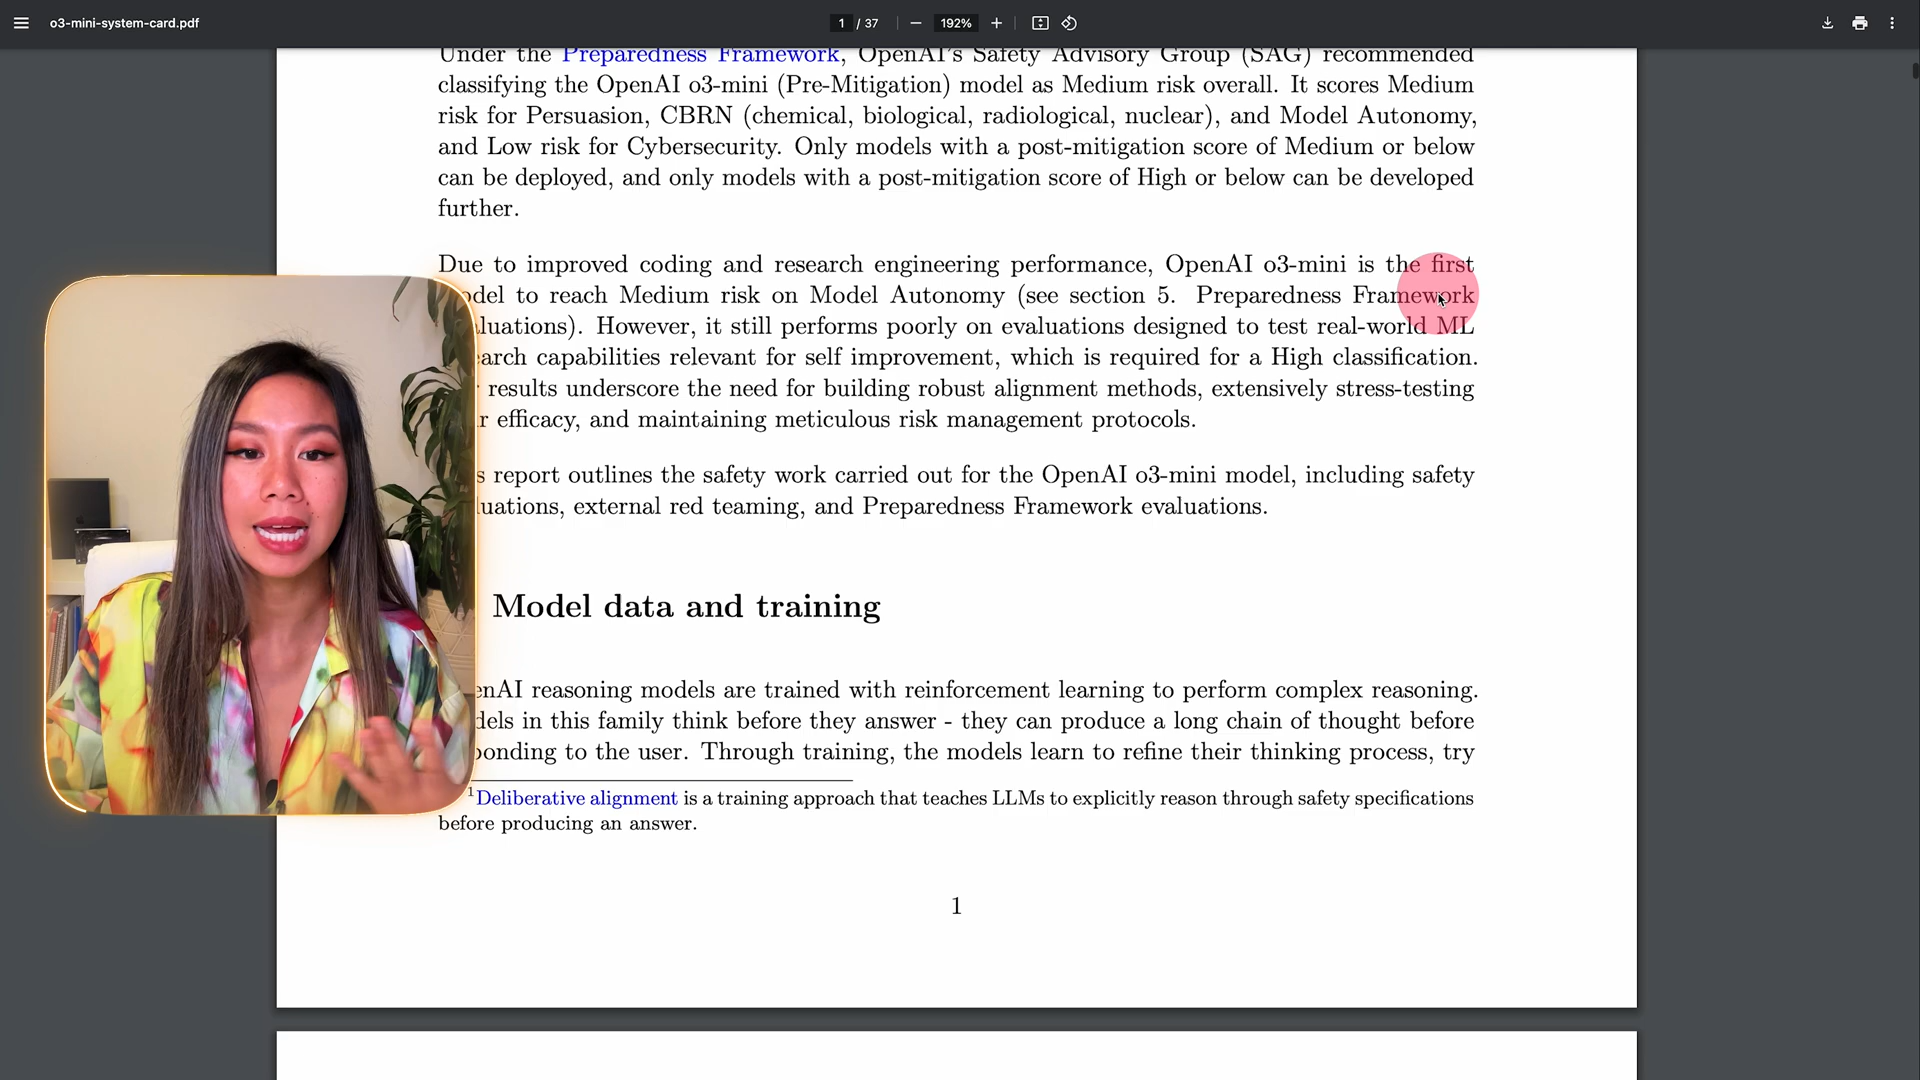 o3-mini-system-card.pdf
1 / 37
192%
Under the Preparedness Framework, OpenAI's Safety Advisory Group (SAG) recommended
classifying the OpenAI o3-mini (Pre-Mitigation) model as Medium risk overall. It scores Medium
risk for Persuasion, CBRN (chemical, biological, radiological, nuclear), and Model Autonomy,
and Low risk for Cybersecurity. Only models with a post-mitigation score of Medium or below
can be deployed, and only models with a post-mitigation score of High or below can be developed
further.
Due to improved coding and research engineering performance, OpenAI o3-mini is the first
to reach Medium risk on Model Autonomy (see section 5. Preparedness Framework
However, it still performs poorly on evaluations designed to test real-world ML
capabilities relevant for self improvement, which is required for a High classification.
results underscore the need for building robust alignment methods, extensively stress-testing
efficacy, and maintaining meticulous risk management protocols.
report outlines the safety work carried out for the OpenAI o3-mini model, including safety
external red teaming, and Preparedness Framework evaluations.
Model data and training
reasoning models are trained with reinforcement learning to perform complex reasoning.
in this family think before they answer - they can produce a long chain of thought before
to the user. Through training, the models learn to refine their thinking process, try
1Deliberative alignment is a training approach that teaches LLMs to explicitly reason through safety specifications
before producing an answer.
1